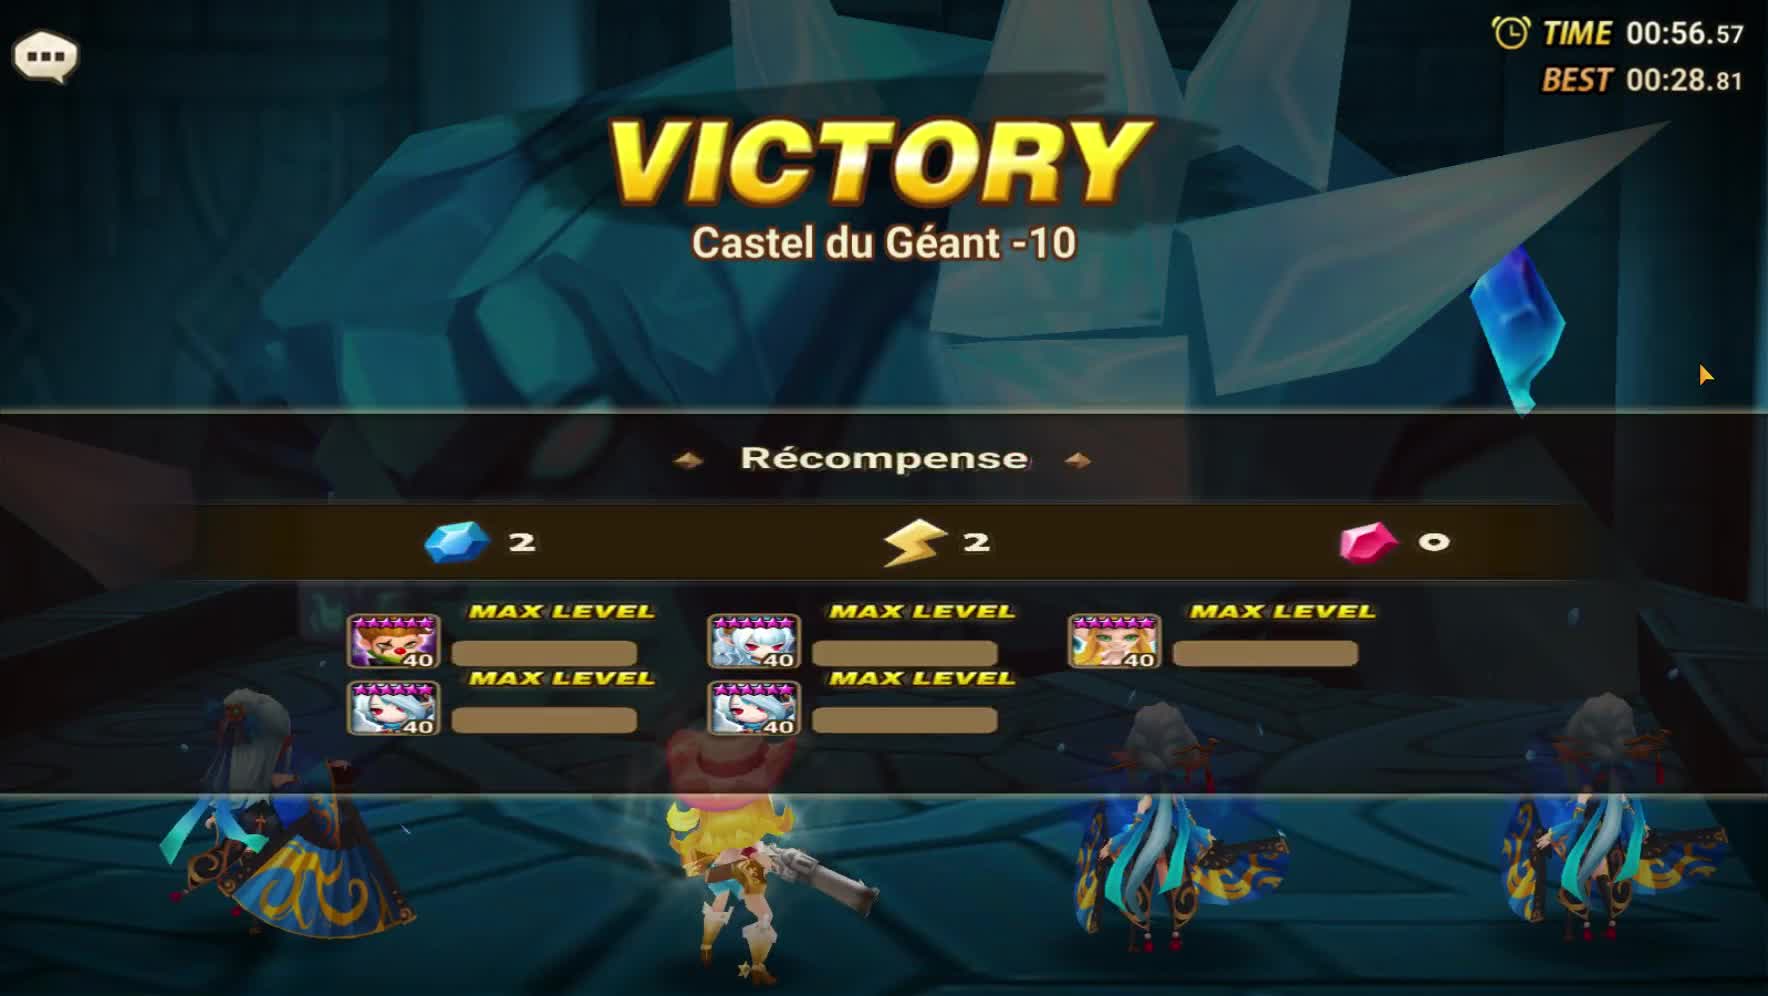 TIME 00:56.57
BEST 00:28.81
VICTORY
Castel du Géant -10
Récompense
2 2 0
MAX LEVEL MAX LEVEL MAX LEVEL
40 40 40
MAX LEVEL MAX LEVEL
40 40